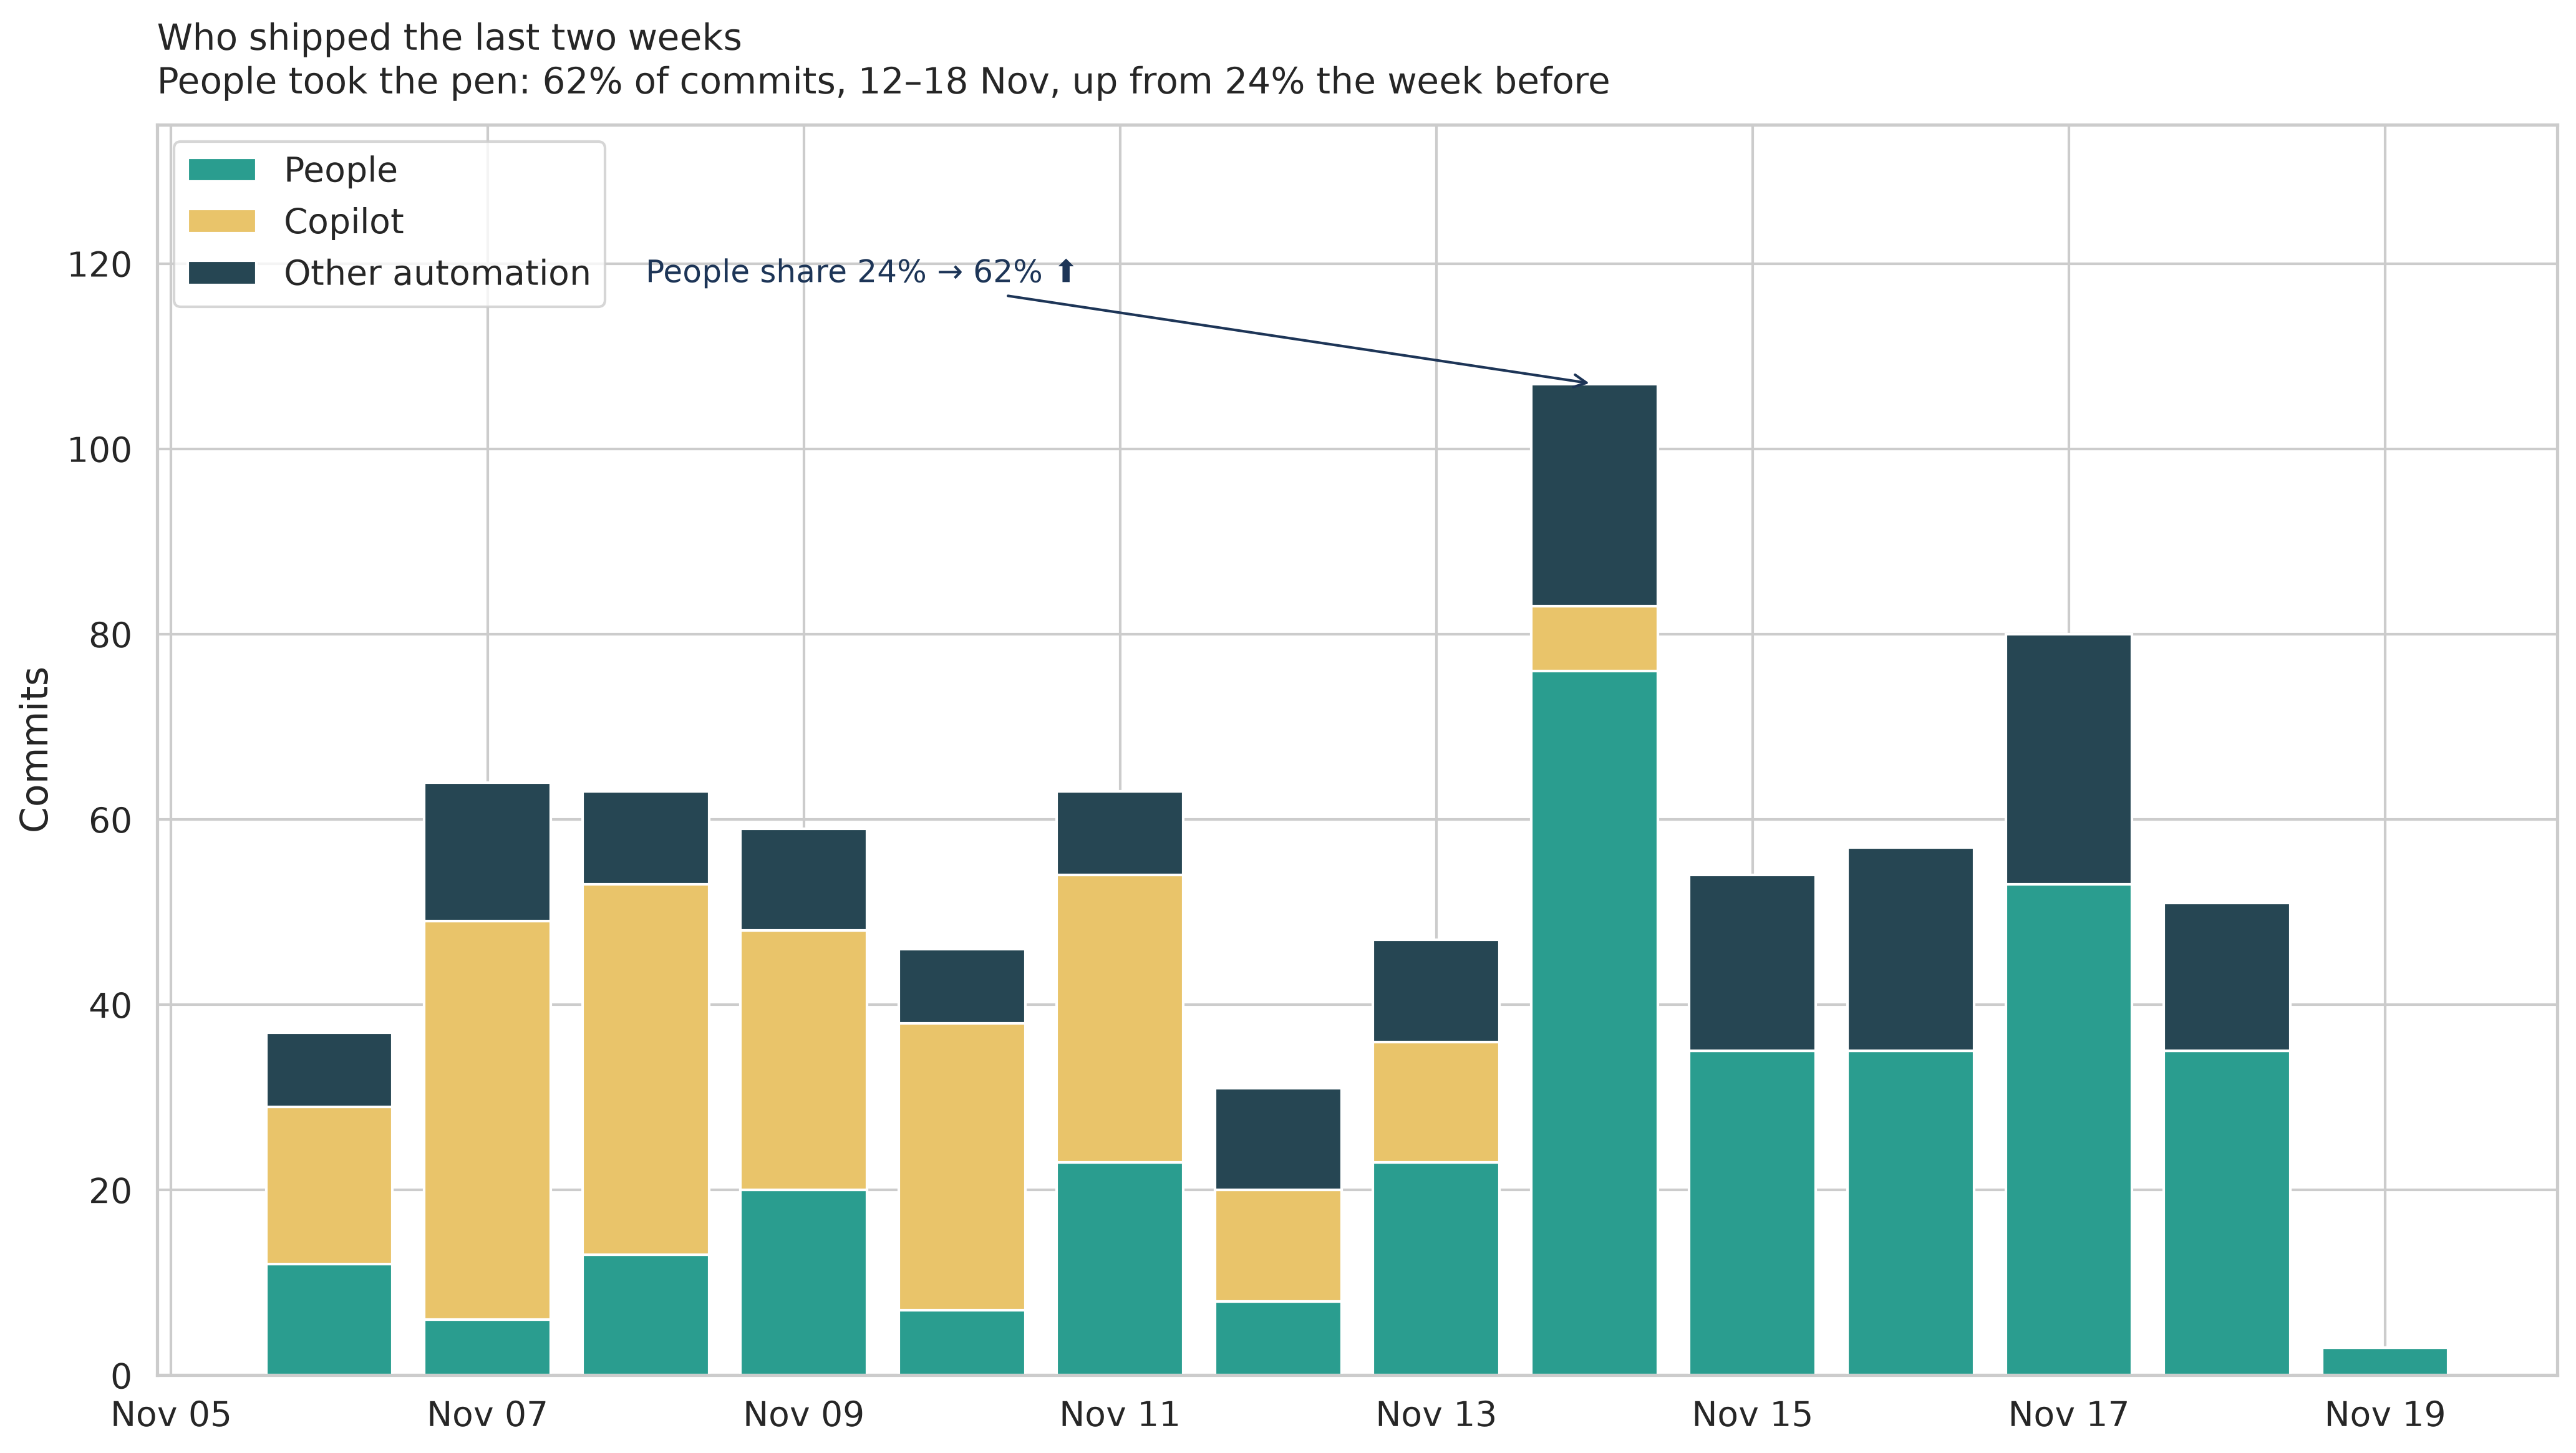 Who shipped the last two weeks
People took the pen: 62% of commits, 12–18 Nov, up from 24% the week before
People
Copilot
Other automation
People share 24% → 62% ⬆
Commits
120
100
80
60
40
20
0
Nov 05
Nov 07
Nov 09
Nov 11
Nov 13
Nov 15
Nov 17
Nov 19